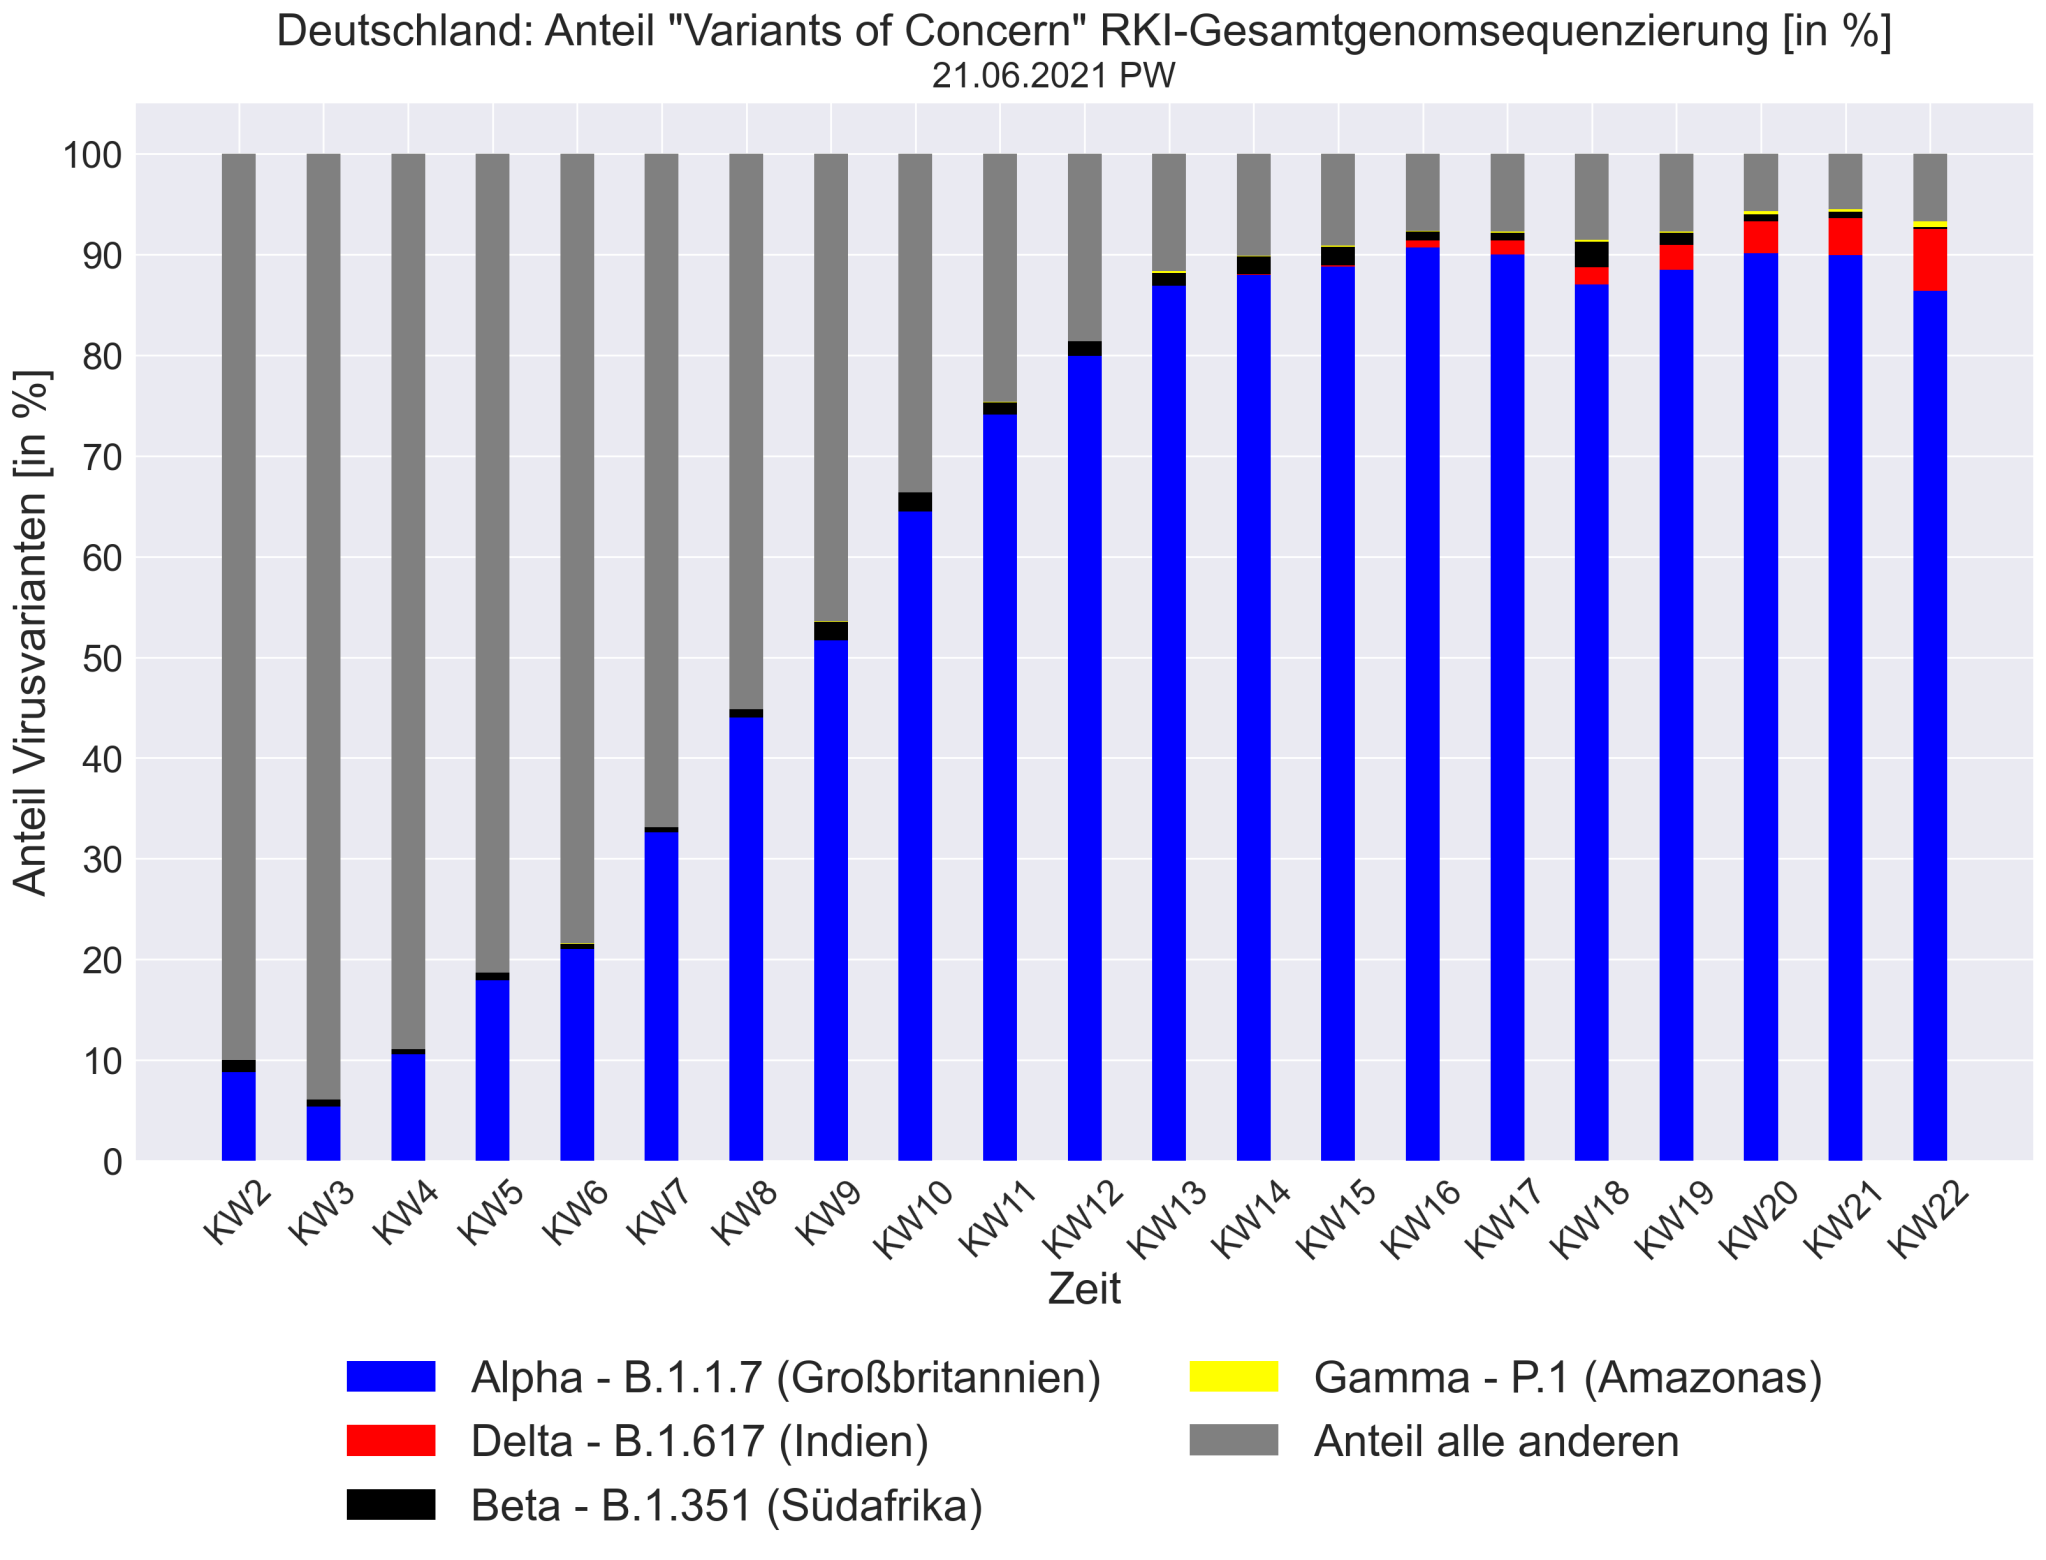 Deutschland: Anteil "Variants of Concern" RKI-Gesamtgenomsequenzierung [in %]
21.06.2021 PW
Anteil Virusvarianten [in %]
100
90
80
70
60
50
40
30
20
10
0
KW2
KW3
KW4
KW5
KW6
KW7
KW8
KW9
KW10
KW11
KW12
KW13
KW14
KW15
KW16
KW17
KW18
KW19
KW20
KW21
KW22
Zeit
Alpha - B.1.1.7 (Großbritannien)
Delta - B.1.617 (Indien)
Beta - B.1.351 (Südafrika)
Gamma - P.1 (Amazonas)
Anteil alle anderen